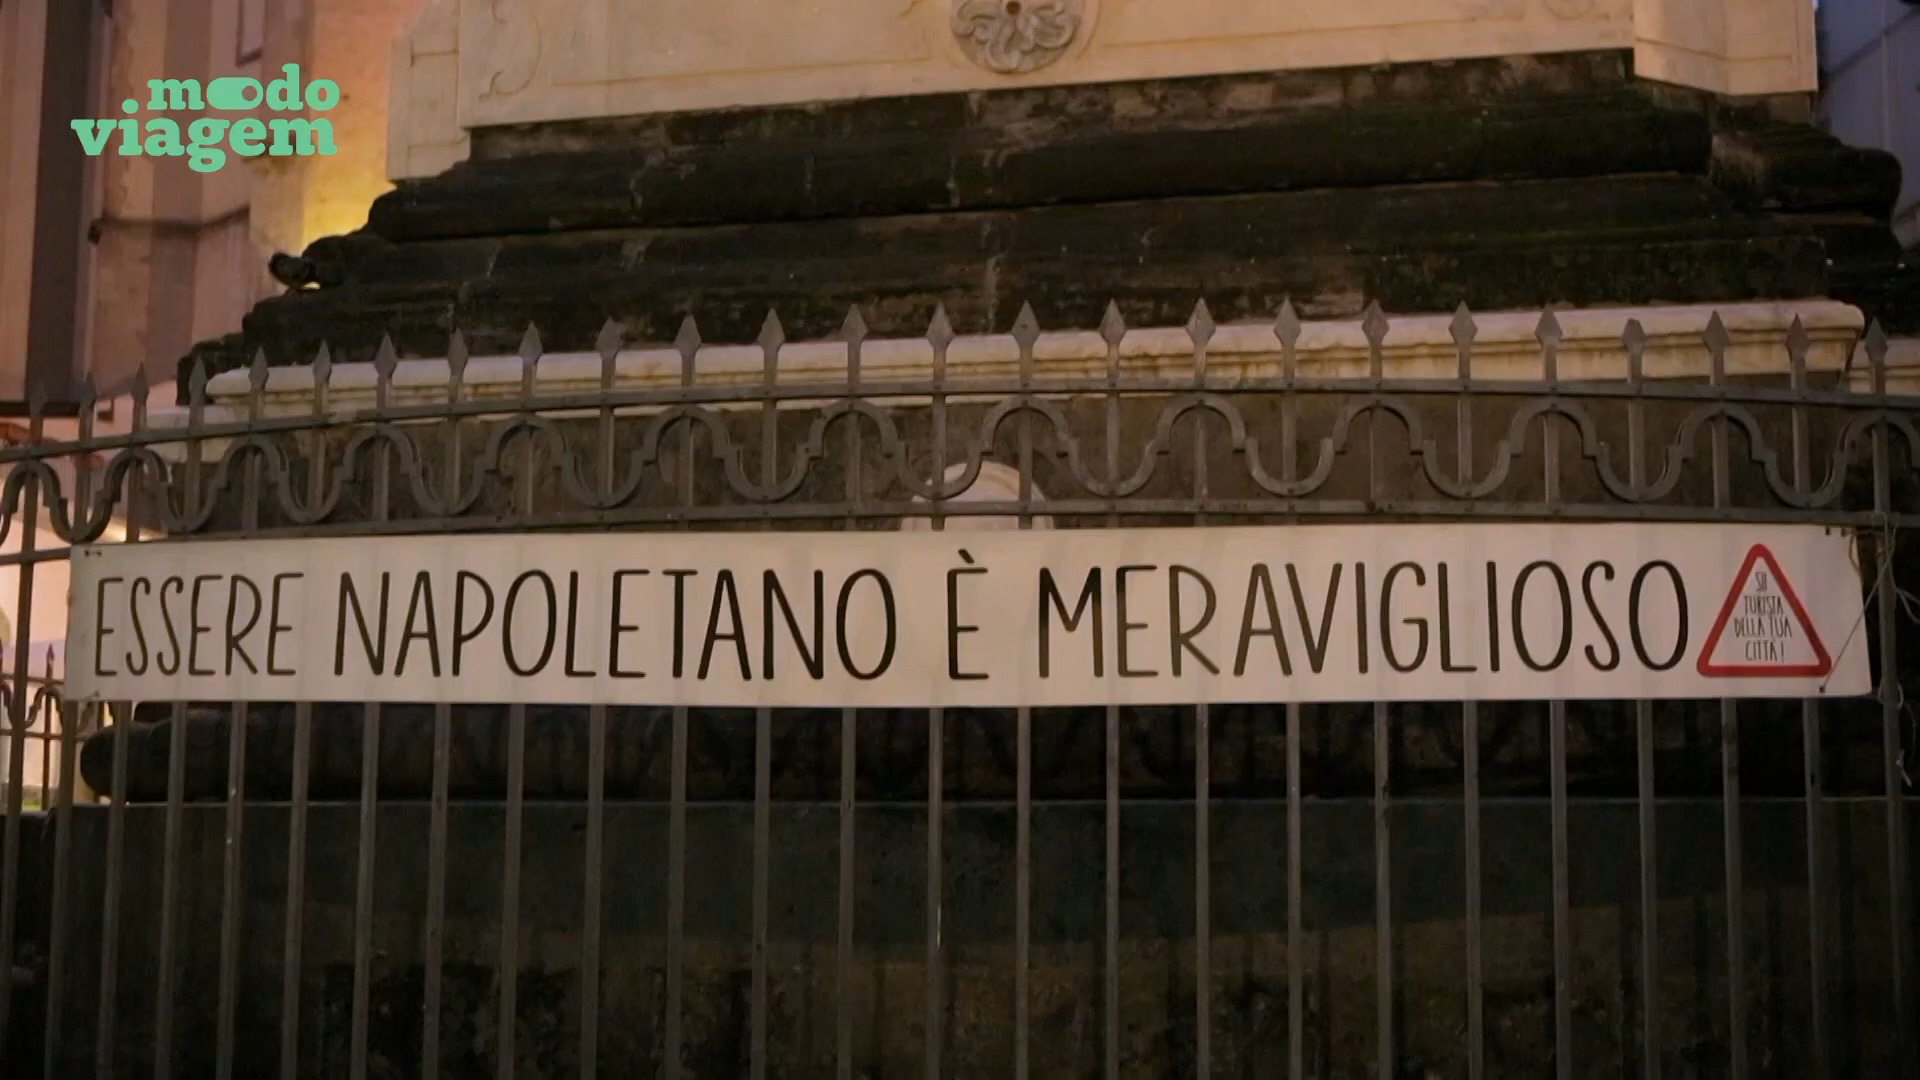 modo
viagem
ESSERE NAPOLETANO È MERAVIGLIOSO
SII
TURISTA
DELLA TUA
CITTÀ!